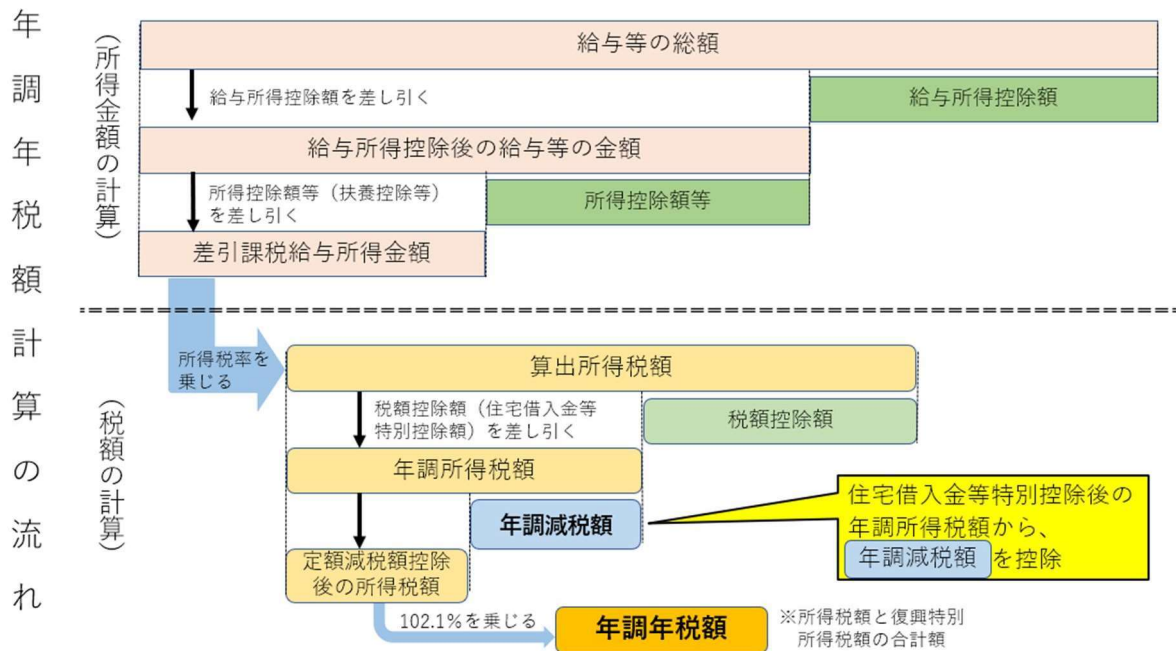 年調年税額計算の流れ
(所得金額の計算)
給与等の総額
給与所得控除額を差し引く
給与所得控除額
給与所得控除後の給与等の金額
所得控除額等（扶養控除等）
を差し引く
所得控除額等
差引課税給与所得金額
(税額の計算)
所得税率を
乗じる
算出所得税額
税額控除額（住宅借入金等
特別控除額）を差し引く
税額控除額
年調所得税額
年調減税額
住宅借入金等特別控除後の
年調所得税額から、
年調減税額 を控除
定額減税額控除
後の所得税額
102.1%を乗じる
年調年税額
※所得税額と復興特別
所得税額の合計額